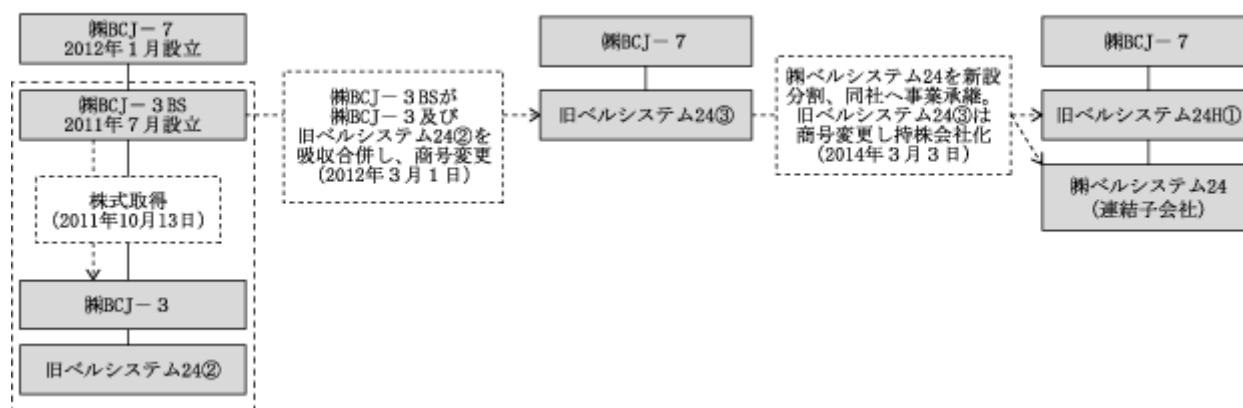 ㈱BCJ－７
2012年１月設立
㈱BCJ－３BS
2011年７月設立
株式取得
(2011年10月13日)
㈱BCJ－３
旧ベルシステム24②
㈱BCJ－３BSが
㈱BCJ－３及び
旧ベルシステム24②を
吸収合併し、商号変更
(2012年３月１日)
㈱BCJ－７
旧ベルシステム24③
㈱ベルシステム24を新設
分割、同社へ事業承継。
旧ベルシステム24③は
商号変更し持株会社化
(2014年３月３日)
㈱BCJ－７
旧ベルシステム24H①
㈱ベルシステム24
(連結子会社)